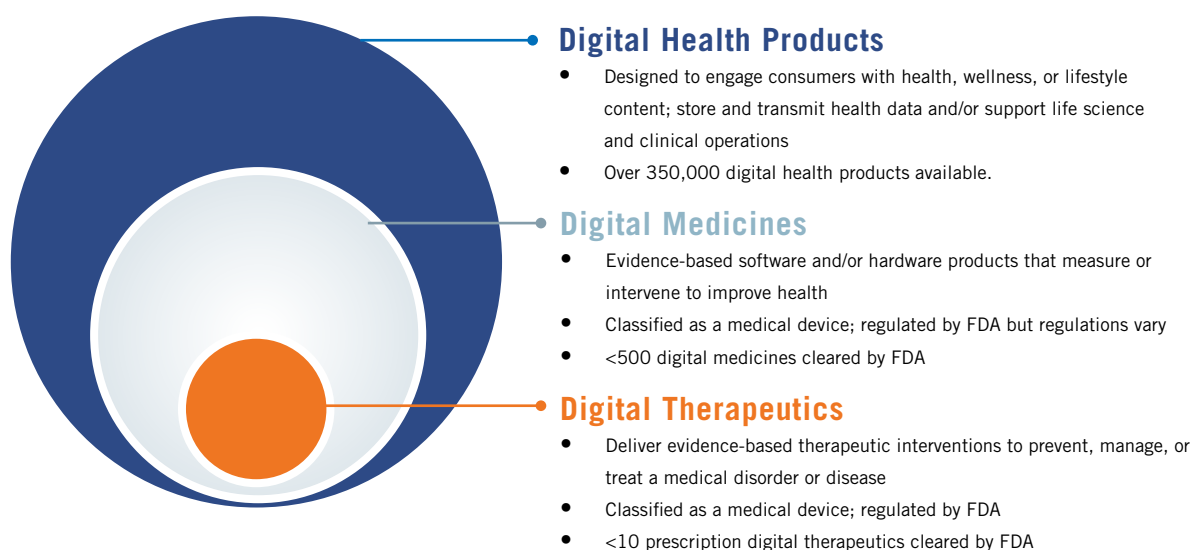 Digital Health Products
• Designed to engage consumers with health, wellness, or lifestyle
content; store and transmit health data and/or support life science
and clinical operations
• Over 350,000 digital health products available.
Digital Medicines
• Evidence-based software and/or hardware products that measure or
intervene to improve health
• Classified as a medical device; regulated by FDA but regulations vary
• <500 digital medicines cleared by FDA
Digital Therapeutics
• Deliver evidence-based therapeutic interventions to prevent, manage, or
treat a medical disorder or disease
• Classified as a medical device; regulated by FDA
• <10 prescription digital therapeutics cleared by FDA